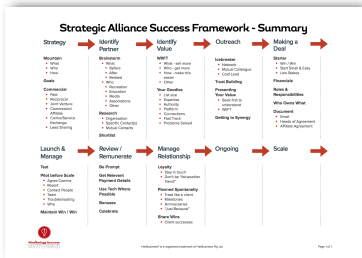 Strategic Alliance Success Framework - Summary
Strategy
Identify
Partner
Identify
Value
Outreach
Making a
Deal
Mountain
• What
• Who
• How
Goals
Commercial
• Feel
• Reciprocal
• Joint Venture
• Commission/
Affiliate
• Contra/Service
Exchange
• Lead Sharing
Brainstorm
• What
• Before
• After
• Related
• Who
• Recreation
• Education
• Media
• Associations
• Other
Research
• Organisation
• Specific Contact(s)
• Mutual Contacts
Shortlist
WIIFT
• What - sell more
• Who - get more
• How - make this
easier
• Other
Your Goodies
• List size
• Expertise
• Authority
• Platform
• Connections
• Past Track
• Problems Solved
Icebreaker
• Network
• Mutual Colleague
• Cold Lead
Trust Building
Presenting
Your Value
• Seek first to
understand
• WIIFT
Getting to Synergy
Starter
• Win / Win
• Start Small & Easy
• Low Stakes
Financials
Roles &
Responsibilities
Who Owns What
Document
• Email
• Heads of Agreement
• Affiliate Agreement
Launch &
Manage
Review /
Remunerate
Manage
Relationship
Ongoing
Scale
Test
Pilot before Scale
• Agree Comms
• Report
• Contact People
• Team
• Troubleshooting
• Why
Maintain Win / Win
Be Prompt
Get Relevant
Payment Details
Use Tech Where
Possible
Bonuses
Celebrate
Loyalty
• Stay in touch
• Don't be "fairweather
friend"
Planned Spontaneity
• Treat like a client
• Milestones
• Anniversaries
• "Just Because"
Share Wins
• Client successes
Page 1 of 1